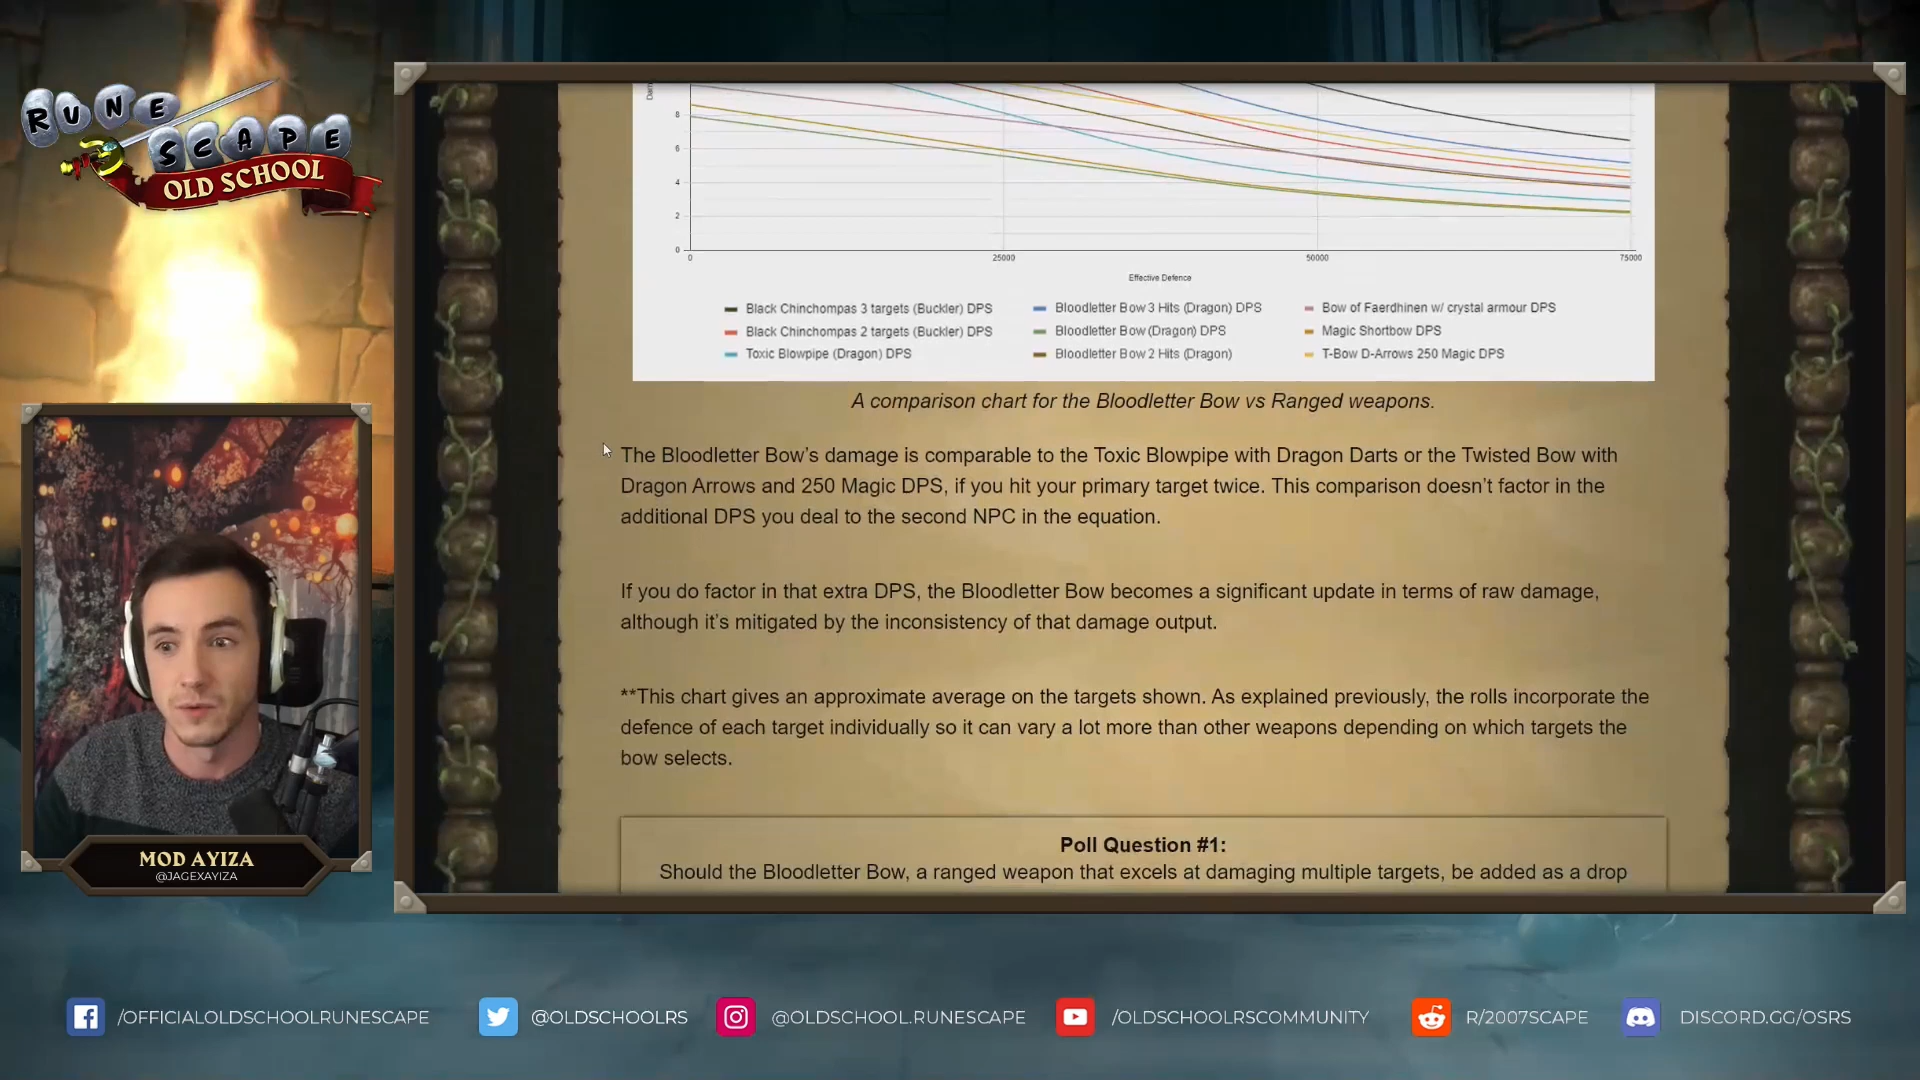 RUNE
SCAPE
OLD SCHOOL
8
6
4
2
0
0
25000
50000
75000
Effective Defence
Black Chinchompas 3 targets (Buckler) DPS
Bloodletter Bow 3 Hits (Dragon) DPS
Bow of Faerdhinen w/ crystal armour DPS
Black Chinchompas 2 targets (Buckler) DPS
Bloodletter Bow (Dragon) DPS
Magic Shortbow DPS
Toxic Blowpipe (Dragon) DPS
Bloodletter Bow 2 Hits (Dragon)
T-Bow D-Arrows 250 Magic DPS
A comparison chart for the Bloodletter Bow vs Ranged weapons.
The Bloodletter Bow's damage is comparable to the Toxic Blowpipe with Dragon Darts or the Twisted Bow with
Dragon Arrows and 250 Magic DPS, if you hit your primary target twice. This comparison doesn't factor in the
additional DPS you deal to the second NPC in the equation.
If you do factor in that extra DPS, the Bloodletter Bow becomes a significant update in terms of raw damage,
although it's mitigated by the inconsistency of that damage output.
**This chart gives an approximate average on the targets shown. As explained previously, the rolls incorporate the
defence of each target individually so it can vary a lot more than other weapons depending on which targets the
bow selects.
Poll Question #1:
Should the Bloodletter Bow, a ranged weapon that excels at damaging multiple targets, be added as a drop
MOD AYIZA
@JAGEXAYIZA
/OFFICIALOLDSCHOOLRUNESCAPE
@OLDSCHOOLRS
@OLDSCHOOL.RUNESCAPE
/OLDSCHOOLRSCOMMUNITY
R/2007SCAPE
DISCORD.GG/OSRS